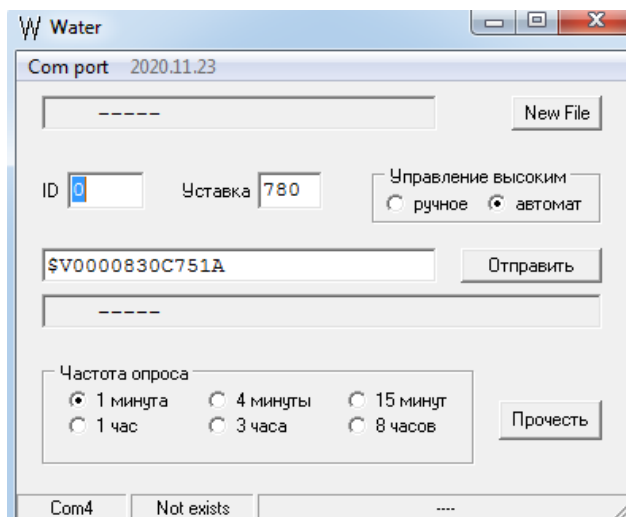 Water
Com port 2020.11.23
-----
New File
ID 0
Уставка 780
Управление высоким
ручное автомат
$V0000830C751A
Отправить
-----
Частота опроса
1 минута 4 минуты 15 минут
1 час 3 часа 8 часов
Прочесть
Com4 Not exists ----